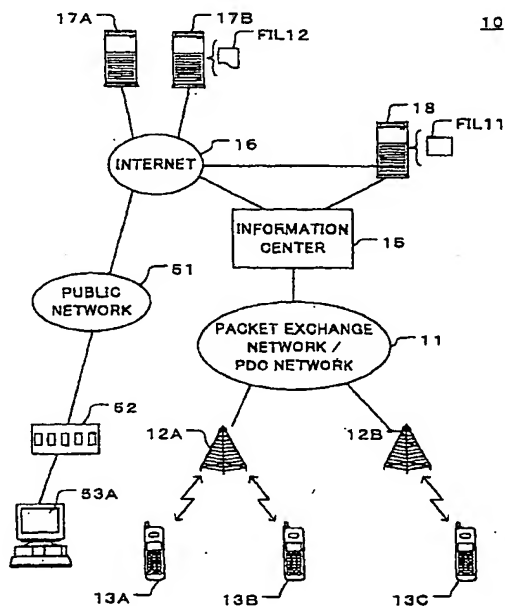 17A
17B
FIL12
10
18
FIL11
16
INTERNET
INFORMATION
CENTER
15
51
PUBLIC
NETWORK
PACKET EXCHANGE
NETWORK /
PDC NETWORK
11
52
12A
12B
53A
13A
13B
13C